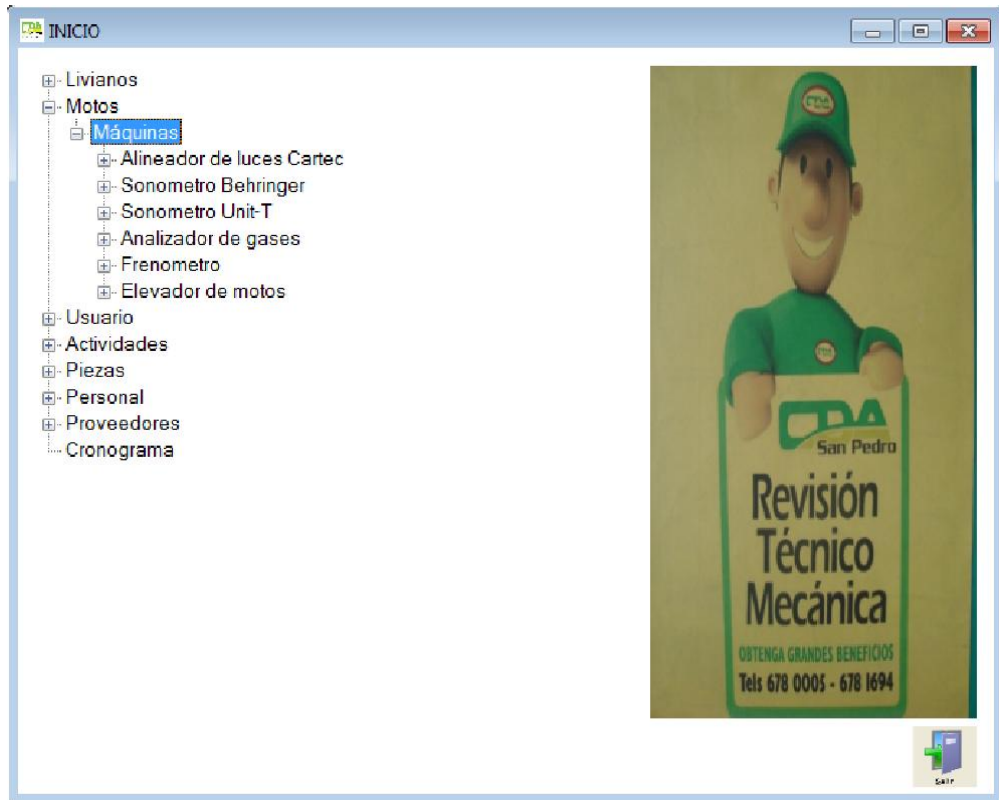 INICIO
Livianos
Motos
Máquinas
Alineador de luces Cartec
Sonometro Behringer
Sonometro Unit-T
Analizador de gases
Frenometro
Elevador de motos
Usuario
Actividades
Piezas
Personal
Proveedores
Cronograma
CDA
CDA
San Pedro
Revisión
Técnico
Mecánica
OBTENGA GRANDES BENEFICIOS
Tels 678 0005 - 678 1694
Salir